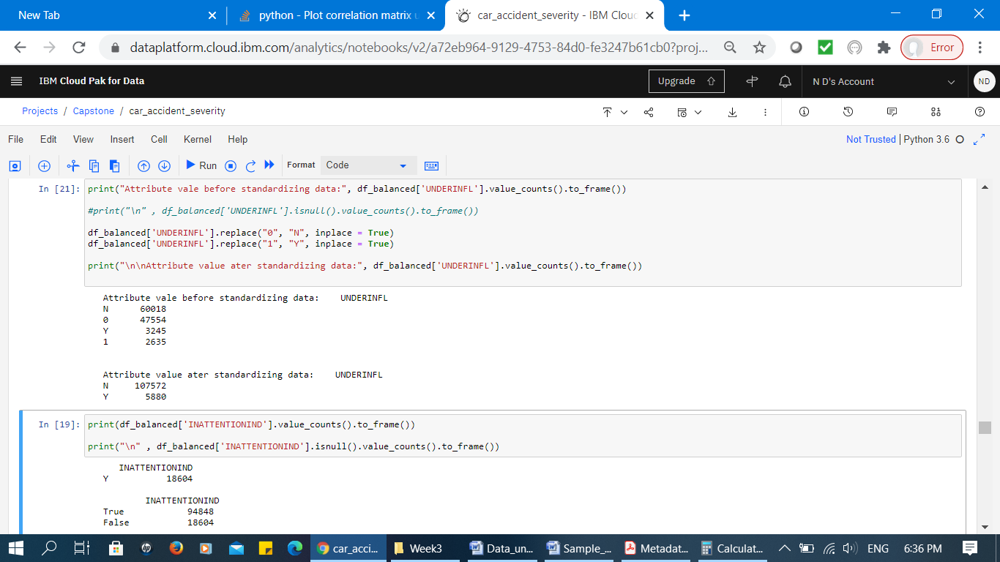 New Tab
python - Plot correlation matrix u
car_accident_severity - IBM Clou
dataplatform.cloud.ibm.com/analytics/notebooks/v2/a72eb964-9129-4753-84d0-fe3247b61cb0?proj...
Error
IBM Cloud Pak for Data
Upgrade
N D's Account
ND
Projects / Capstone / car_accident_severity
File Edit View Insert Cell Kernel Help
Not Trusted | Python 3.6
Run
Format
Code
In [21]: print("Attribute vale before standardizing data:", df_balanced['UNDERINFL'].value_counts().to_frame())
#print("\n" , df_balanced['UNDERINFL'].isnull().value_counts().to_frame())
df_balanced['UNDERINFL'].replace("0", "N", inplace = True)
df_balanced['UNDERINFL'].replace("1", "Y", inplace = True)
print("\n\nAttribute value ater standardizing data:", df_balanced['UNDERINFL'].value_counts().to_frame())
Attribute vale before standardizing data: UNDERINFL
N 60018
0 47554
Y 3245
1 2635
Attribute value ater standardizing data: UNDERINFL
N 107572
Y 5880
In [19]: print(df_balanced['INATTENTIONIND'].value_counts().to_frame())
print("\n" , df_balanced['INATTENTIONIND'].isnull().value_counts().to_frame())
INATTENTIONIND
Y 18604
INATTENTIONIND
True 94848
False 18604
car_acci...
Week3
Data_un...
Sample_...
Metadat...
Calculat...
ENG
6:36 PM